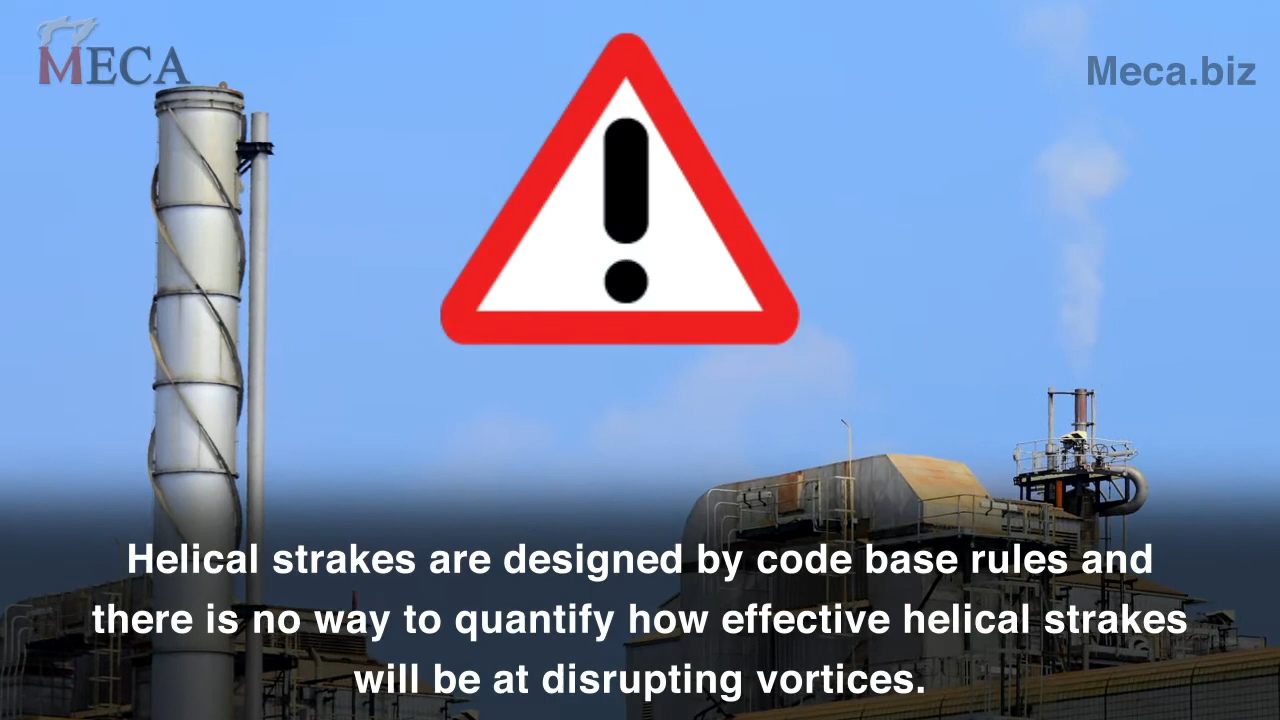 MECA
Meca.biz
Helical strakes are designed by code base rules and
there is no way to quantify how effective helical strakes
will be at disrupting vortices.